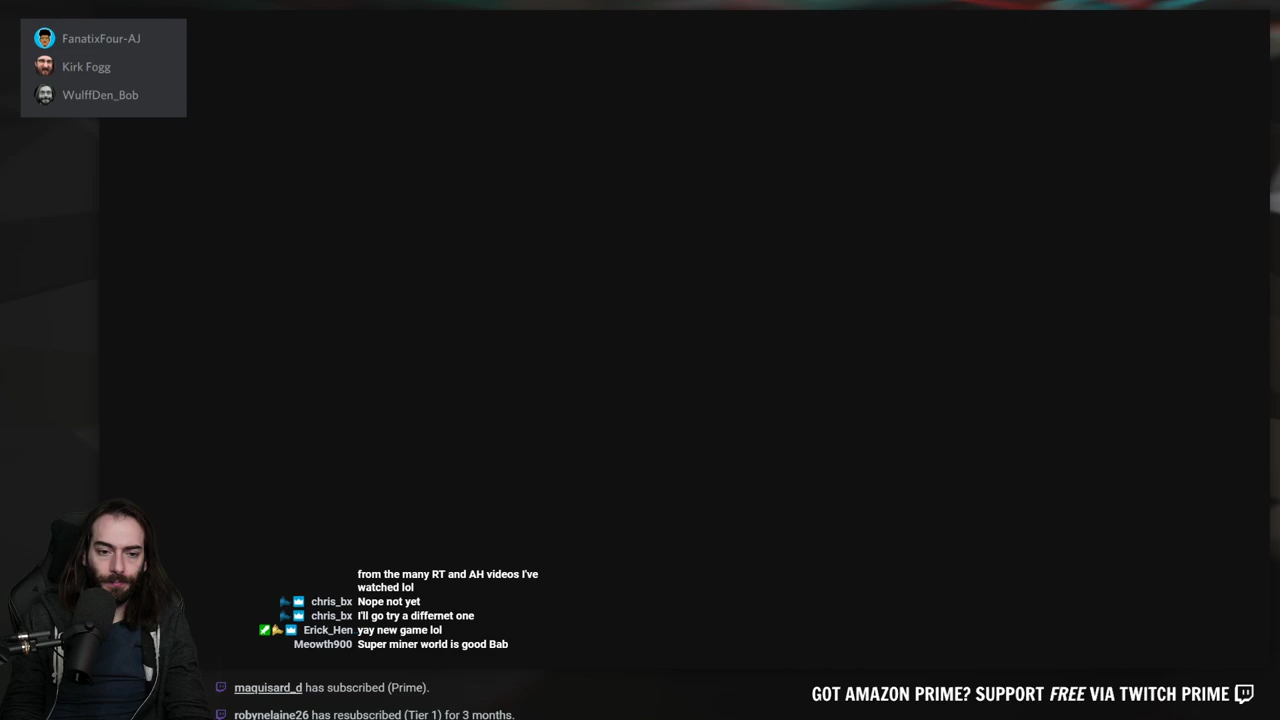 FanatixFour-AJ
Kirk Fogg
WulffDen_Bob
from the many RT and AH videos I've
watched lol
chris_bx Nope not yet
chris_bx I'll go try a differnet one
Erick_Hen yay new game lol
Meowth900 Super miner world is good Bab
maquisard_d has subscribed (Prime).
robynelaine26 has resubscribed (Tier 1) for 3 months.
GOT AMAZON PRIME? SUPPORT FREE VIA TWITCH PRIME